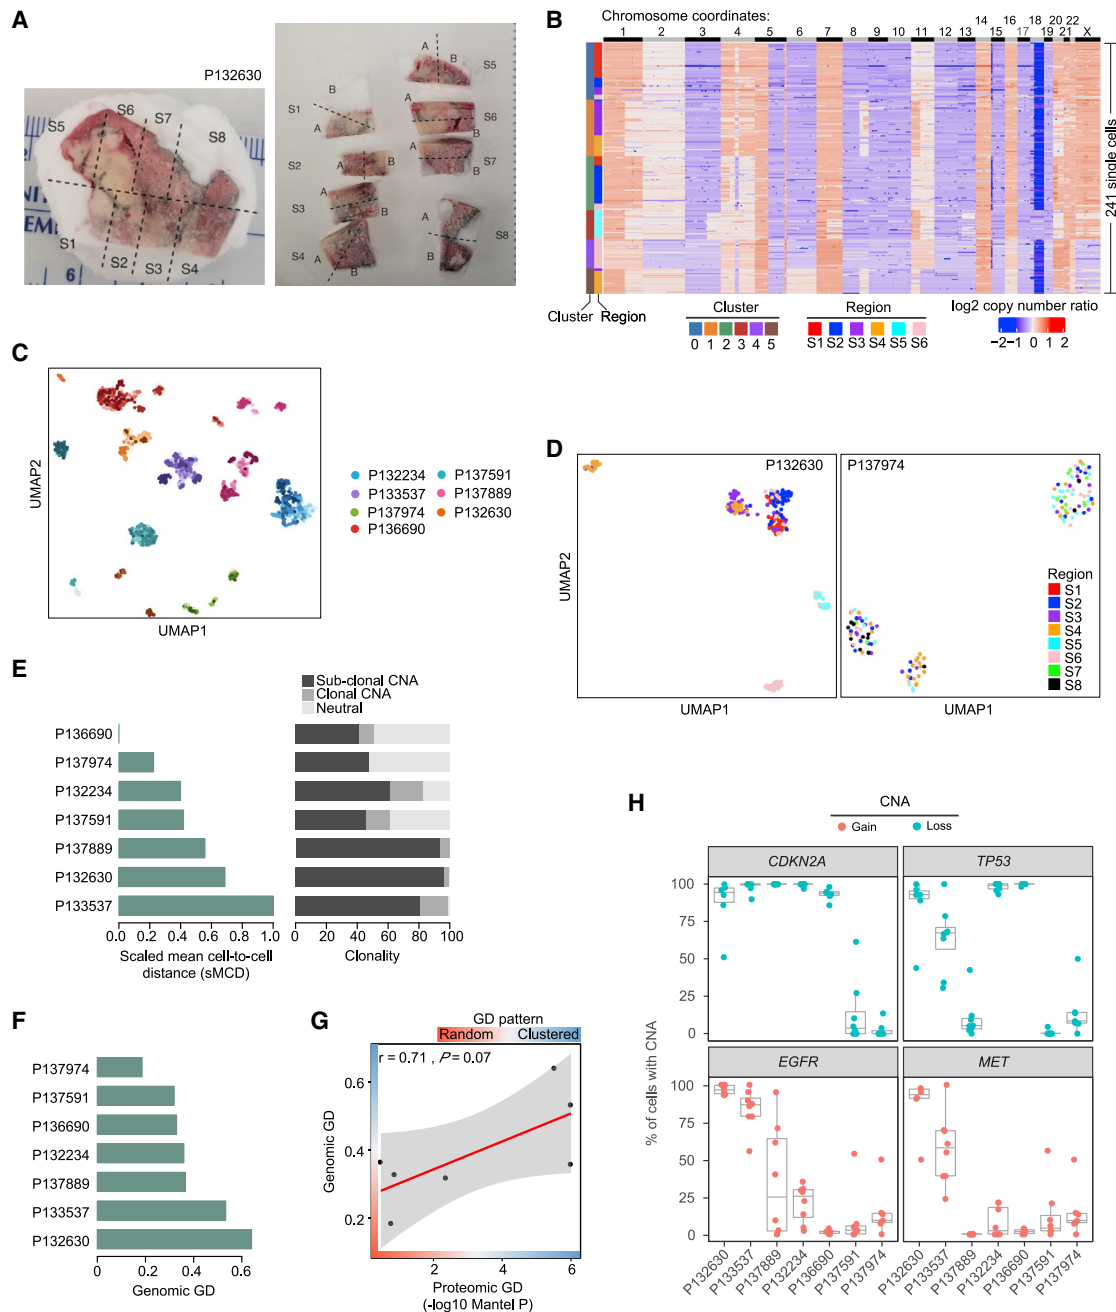 A
P132630
S5
S6
S7
S8
S1
S2
S3
S4
6
A
B
S5
B
S1
A
A
B
S6
S2
A
B
A
B
S7
A
S3
B
A
S4
B
A
B
S8
B
Chromosome coordinates:
1 2 3 4 5 6 7 8 9 10 11 12 13 14 15 16 17 18 19 20 21 22 X
241 single cells
Cluster
Region
Cluster
0 1 2 3 4 5
Region
S1 S2 S3 S4 S5 S6
log2 copy number ratio
−2 −1 0 1 2
C
UMAP2
UMAP1
P132234
P133537
P137974
P136690
P137591
P137889
P132630
D
P132630
P137974
UMAP2
UMAP1
UMAP1
Region
S1
S2
S3
S4
S5
S6
S7
S8
E
Sub-clonal CNA
Clonal CNA
Neutral
P136690
P137974
P132234
P137591
P137889
P132630
P133537
0.0 0.2 0.4 0.6 0.8 1.0
Scaled mean cell-to-cell
distance (sMCD)
0 20 40 60 80 100
Clonality
F
P137974
P137591
P136690
P132234
P137889
P133537
P132630
0 0.2 0.4 0.6
Genomic GD
G
GD pattern
Random Clustered
r = 0.71 , P = 0.07
Genomic GD
0.6
0.4
0.2
2 4 6
Proteomic GD
(-log10 Mantel P)
H
CNA
Gain Loss
CDKN2A TP53
% of cells with CNA
100
75
50
25
0
EGFR MET
100
75
50
25
0
P132630 P133537 P137889 P132234 P136690 P137591 P137974
P132630 P133537 P137889 P132234 P136690 P137591 P137974